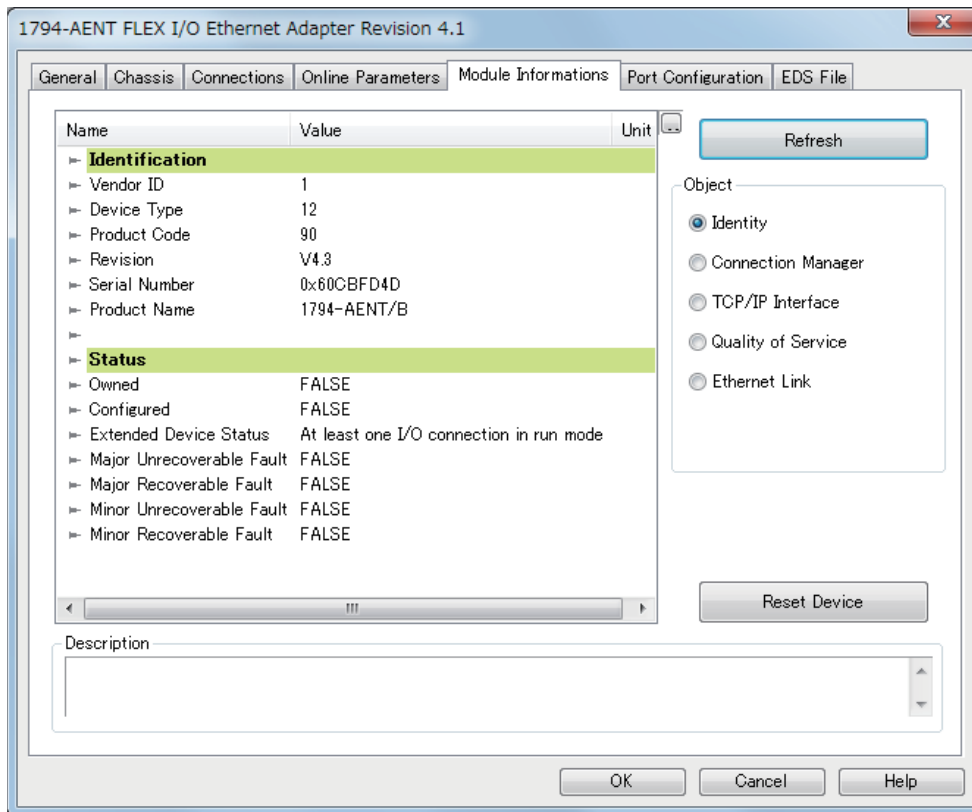 1794-AENT FLEX I/O Ethernet Adapter Revision 4.1
General Chassis Connections Online Parameters Module Informations Port Configuration EDS File
Name Value Unit ...
Refresh
Identification
Vendor ID 1
Device Type 12
Product Code 90
Revision V4.3
Serial Number 0x60CBFD4D
Product Name 1794-AENT/B
Status
Owned FALSE
Configured FALSE
Extended Device Status At least one I/O connection in run mode
Major Unrecoverable Fault FALSE
Major Recoverable Fault FALSE
Minor Unrecoverable Fault FALSE
Minor Recoverable Fault FALSE
Object
Identity
Connection Manager
TCP/IP Interface
Quality of Service
Ethernet Link
Reset Device
Description
OK Cancel Help